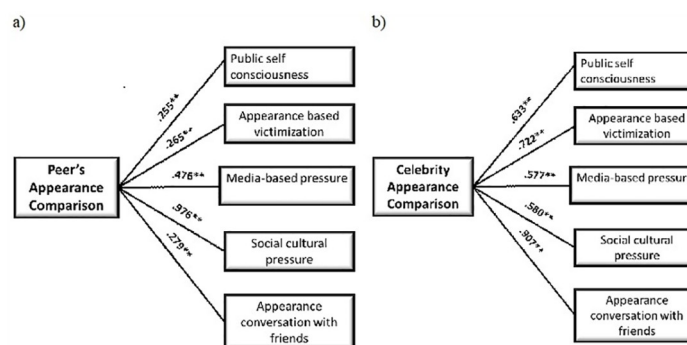 a)
Public self
consciousness
.255**
Appearance based
victimization
.265**
Peer's
Appearance
Comparison
.476**
Media-based pressure
.976**
Social cultural
pressure
.279**
Appearance
conversation with
friends
b)
Public self
consciousness
.633**
Appearance based
victimization
.722**
Celebrity
Appearance
Comparison
.577**
Media-based pressure
.580**
Social cultural
pressure
.907**
Appearance
conversation with
friends